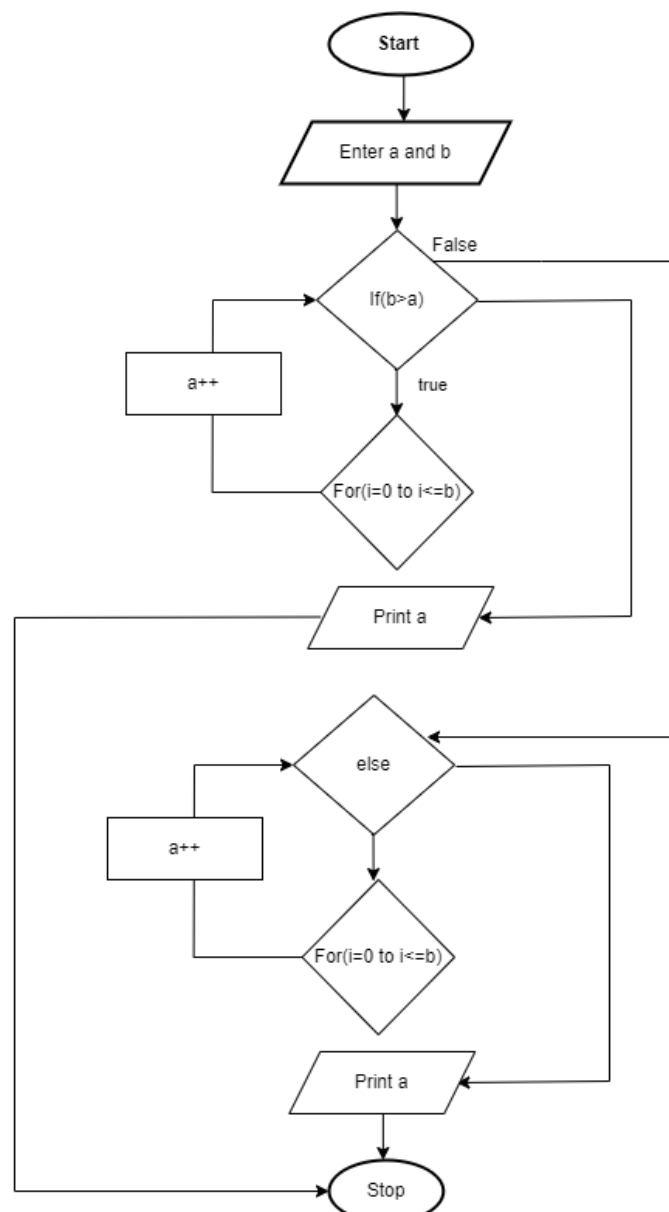 Start
Enter a and b
False
If(b>a)
a++
true
For(i=0 to i<=b)
Print a
else
a++
For(i=0 to i<=b)
Print a
Stop